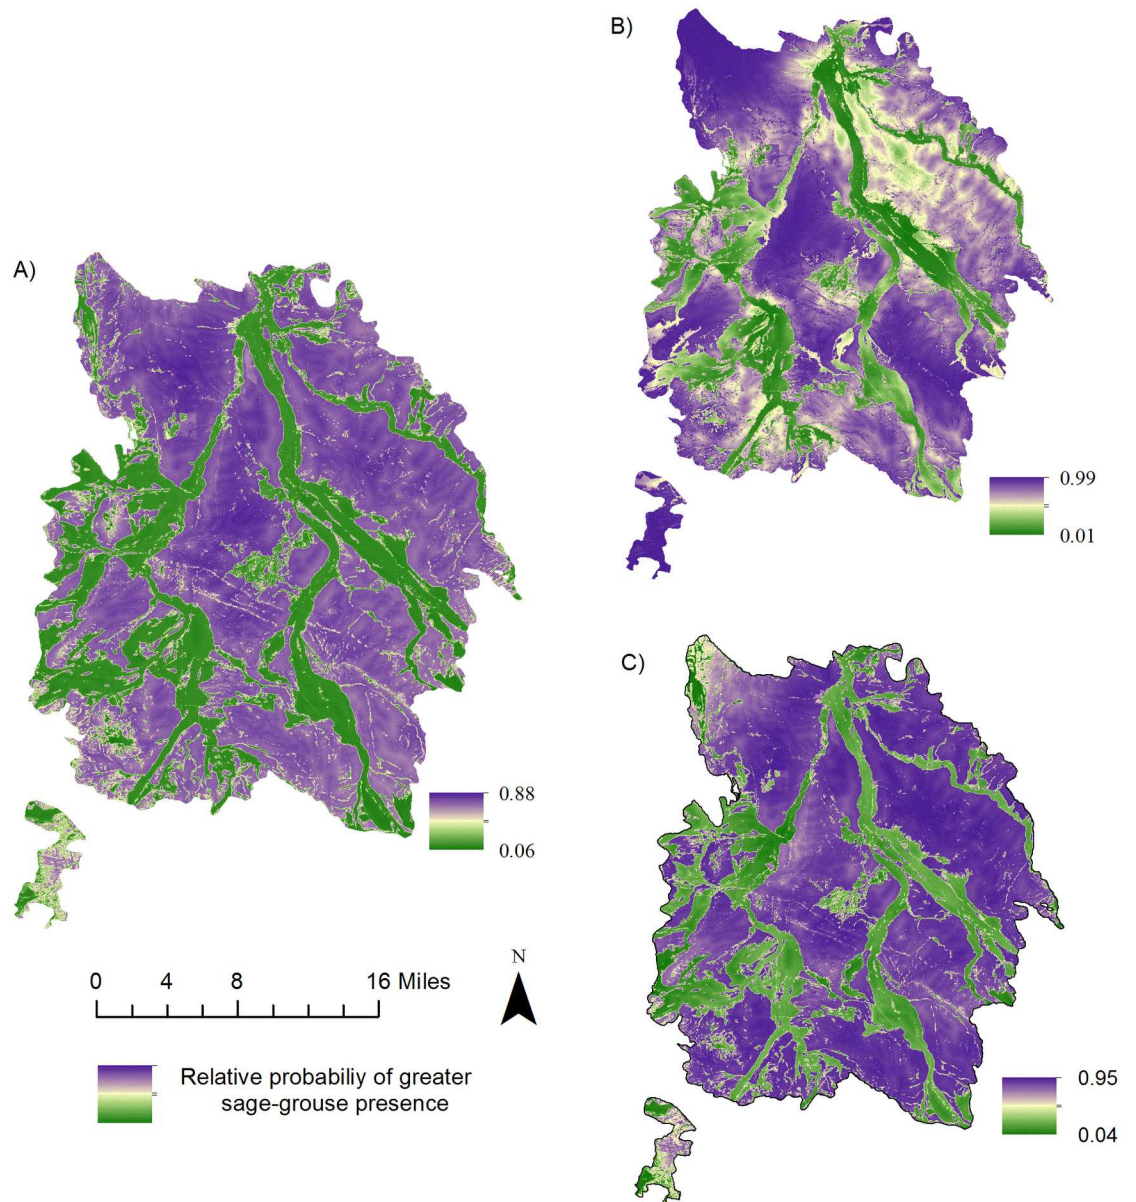 A)
0.88
0.06
B)
0.99
0.01
C)
0.95
0.04
N
0 4 8 16 Miles
Relative probabiliy of greater
sage-grouse presence